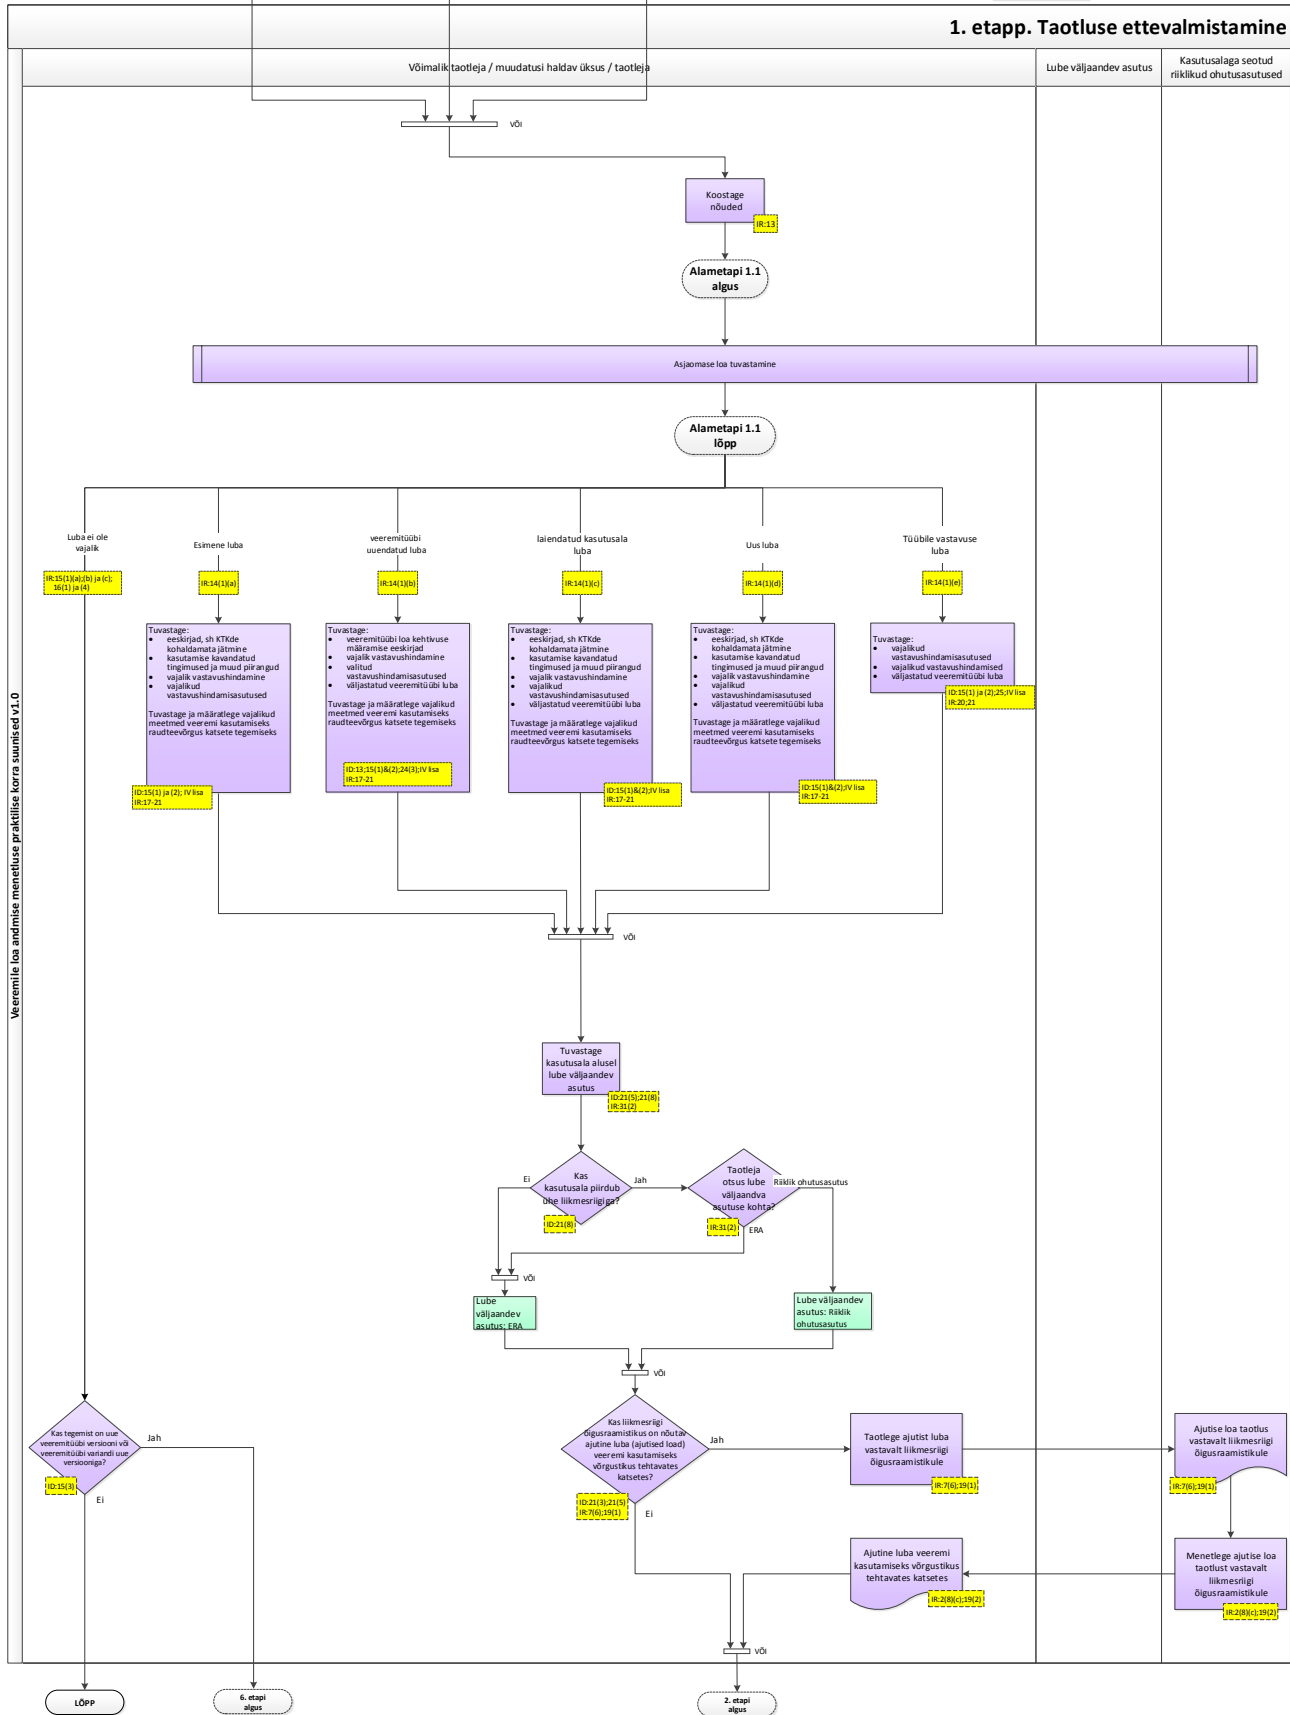 1. etapp. Taotluse ettevalmistamine
Võimalik taotleja / muudatusi haldav üksus / taotleja
Lube väljaandev asutus
Kasutusalaga seotud
riiklikud ohutusasutused
Veeremile loa andmise menetluse praktilise korra suunised v1.0
VÕI
Koostage
nõuded
IR:13
Alametapi 1.1
algus
Asjaomase loa tuvastamine
Alametapi 1.1
lõpp
Luba ei ole
vajalik
IR:15(1)(a);(b) ja (c);
16(1) ja (4)
Esimene luba
IR:14(1)(a)
veeremitüübi
uuendatud luba
IR:14(1)(b)
laiendatud kasutusala
luba
IR:14(1)(c)
Uus luba
IR:14(1)(d)
Tüübile vastavuse
luba
IR:14(1)(e)
Tuvastage:
• eeskirjad, sh KTKde
kohaldamata jätmine
• kasutamise kavandatud
tingimused ja muud piirangud
• vajalik vastavushindamine
• vajalikud
vastavushindamisasutused
Tuvastage ja määratlege vajalikud
meetmed veeremi kasutamiseks
raudteevõrgus katsete tegemiseks
ID:15(1) ja (2); IV lisa
IR:17-21
Tuvastage:
• veeremitüübi loa kehtivuse
määramise eeskirjad
• vajalik vastavushindamine
• valitud
vastavushindamisasutused
• väljastatud veeremitüübi luba
Tuvastage ja määratlege vajalikud
meetmed veeremi kasutamiseks
raudteevõrgus katsete tegemiseks
ID:13;15(1)&(2);24(3);IV lisa
IR:17-21
Tuvastage:
• eeskirjad, sh KTKde
kohaldamata jätmine
• kasutamise kavandatud
tingimused ja muud piirangud
• vajalik vastavushindamine
• vajalikud
vastavushindamisasutused
• väljastatud veeremitüübi luba
Tuvastage ja määratlege vajalikud
meetmed veeremi kasutamiseks
raudteevõrgus katsete tegemiseks
ID:15(1)&(2);IV lisa
IR:17-21
Tuvastage:
• eeskirjad, sh KTKde
kohaldamata jätmine
• kasutamise kavandatud
tingimused ja muud piirangud
• vajalik vastavushindamine
• vajalikud
vastavushindamisasutused
• väljastatud veeremitüübi luba
Tuvastage ja määratlege vajalikud
meetmed veeremi kasutamiseks
raudteevõrgus katsete tegemiseks
ID:15(1)&(2);IV lisa
IR:17-21
Tuvastage:
• vajalikud
vastavushindamisasutused
• vajalikud vastavushindamised
• väljastatud veeremitüübi luba
ID:15(1) ja (2);25;IV lisa
IR:20;21
VÕI
Tuvastage
kasutusala alusel
lube väljaandev
asutus
ID:21(5);21(8)
IR:31(2)
Ei
Kas
kasutusala piirdub
ühe liikmesriigiga?
ID:21(8)
Jah
Taotleja
otsus lube
väljaandva
asutuse kohta?
IR:31(2)
Riiklik ohutusasutus
ERA
VÕI
Lube
väljaandev
asutus: ERA
Lube väljaandev
asutus: Riiklik
ohutusasutus
VÕI
Kas tegemist on uue
veeremitüübi versiooni või
veeremitüübi variandi uue
versiooniga?
ID:15(3)
Jah
Ei
Kas liikmesriigi
õigusraamistikus on nõutav
ajutine luba (ajutised load)
veeremi kasutamiseks
võrgustikus tehtavates
katsetes?
ID:21(3);21(5)
IR:7(6);19(1)
Jah
Ei
Taotlege ajutist luba
vastavalt liikmesriigi
õigusraamistikule
IR:7(6);19(1)
Ajutise loa taotlus
vastavalt liikmesriigi
õigusraamistikule
IR:7(6);19(1)
Ajutine luba veeremi
kasutamiseks võrgustikus
tehtavates katsetes
IR:2(8)(c);19(2)
Menetlege ajutise loa
taotlust vastavalt
liikmesriigi
õigusraamistikule
IR:2(8)(c);19(2)
VÕI
LÕPP
6. etapi
algus
2. etapi
algus